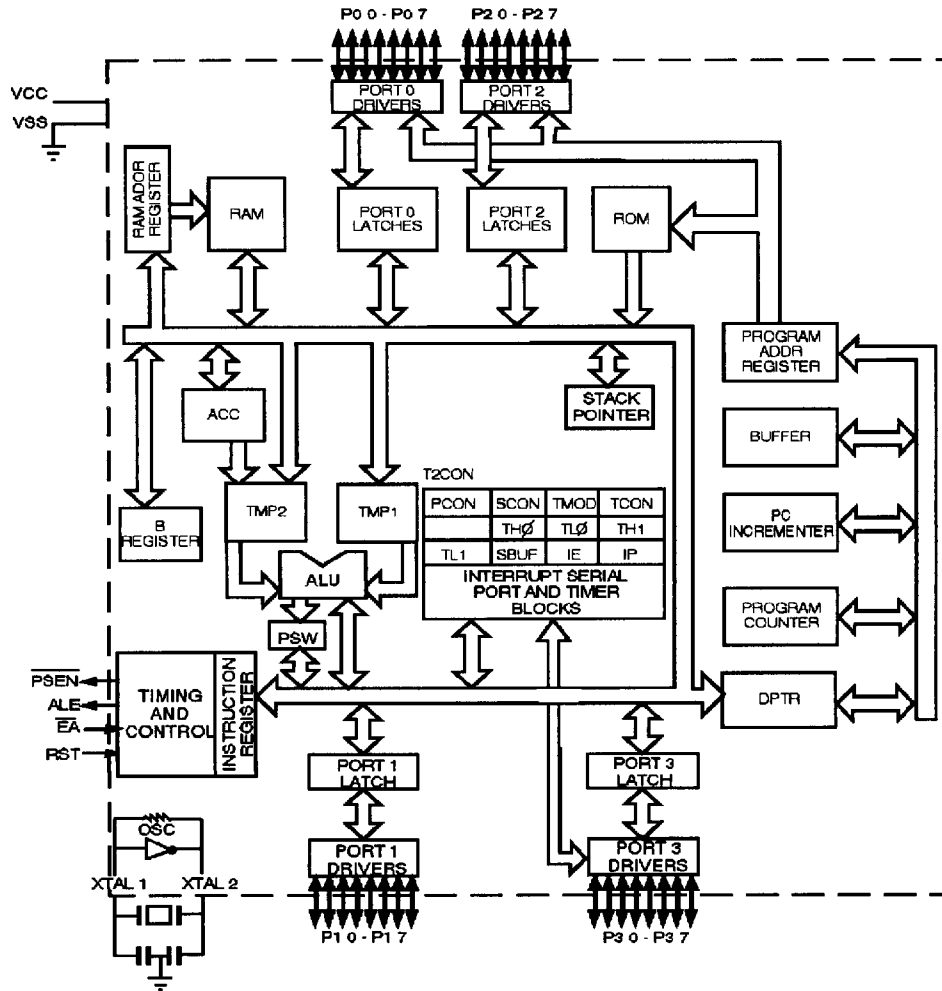 P0 0 - P0 7
P2 0 - P2 7
VCC
VSS
PORT 0
DRIVERS
PORT 2
DRIVERS
RAM ADDR
REGISTER
RAM
PORT 0
LATCHES
PORT 2
LATCHES
ROM
PROGRAM
ADDR
REGISTER
ACC
STACK
POINTER
BUFFER
B
REGISTER
TMP2
TMP1
T2CON
PCON SCON TMOD TCON
TH0 TL0 TH1
TL1 SBUF IE IP
INTERRUPT SERIAL
PORT AND TIMER
BLOCKS
PC
INCREMENTER
ALU
PSW
PROGRAM
COUNTER
PSEN
ALE
EA
RST
TIMING
AND
CONTROL
INSTRUCTION
REGISTER
DPTR
PORT 1
LATCH
PORT 3
LATCH
OSC
XTAL 1
XTAL 2
PORT 1
DRIVERS
PORT 3
DRIVERS
P1 0 - P1 7
P3 0 - P3 7